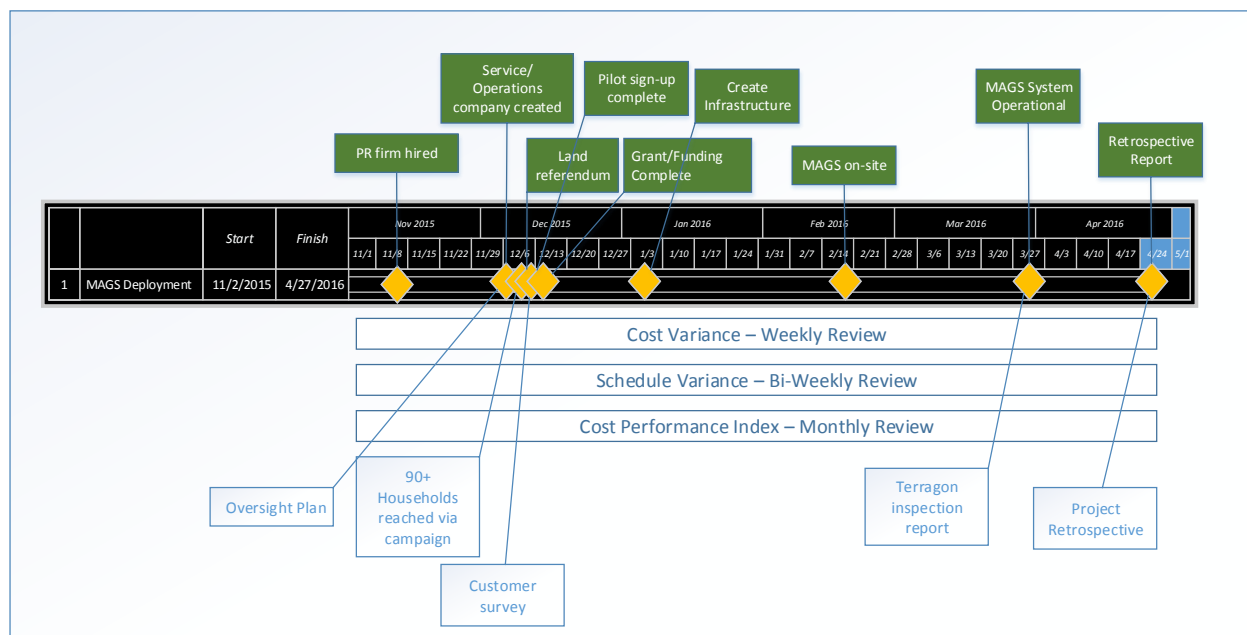 Service/
Operations
company created
Pilot sign-up
complete
Create
Infrastructure
MAGS System
Operational
PR firm hired
Land
referendum
Grant/Funding
Complete
MAGS on-site
Retrospective
Report
Start Finish
Nov 2015 Dec 2015 Jan 2016 Feb 2016 Mar 2016 Apr 2016
11/1 11/8 11/15 11/22 11/29 12/6 12/13 12/20 12/27 1/3 1/10 1/17 1/24 1/31 2/7 2/14 2/21 2/28 3/6 3/13 3/20 3/27 4/3 4/10 4/17 4/24 5/1
1 MAGS Deployment 11/2/2015 4/27/2016
Cost Variance – Weekly Review
Schedule Variance – Bi-Weekly Review
Cost Performance Index – Monthly Review
Oversight Plan
90+
Households
reached via
campaign
Customer
survey
Terragon
inspection
report
Project
Retrospective